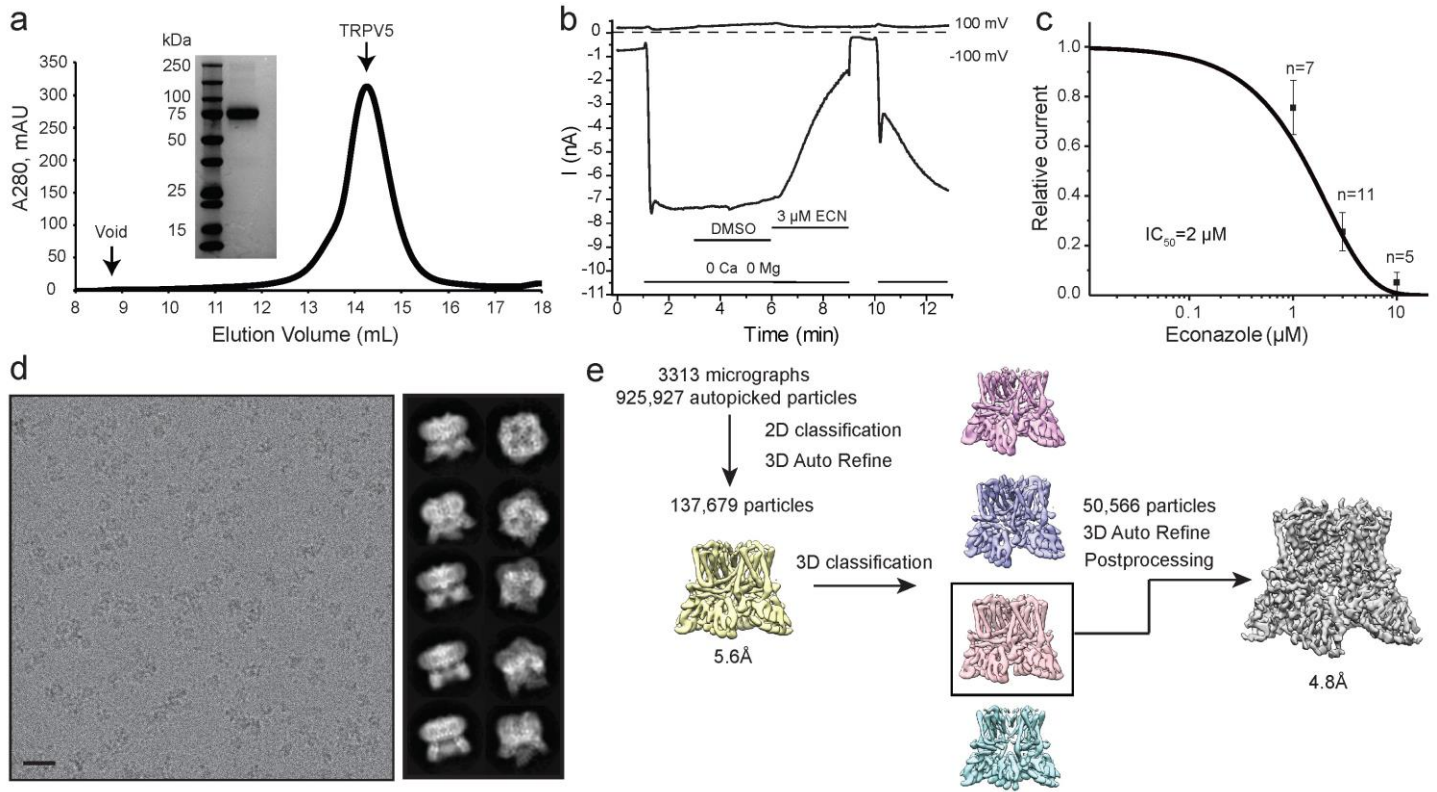 a
kDa
250
100
75
50
25
15
TRPV5
Void
A280, mAU
350
300
250
200
150
100
50
0
8 9 10 11 12 13 14 15 16 17 18
Elution Volume (mL)
b
100 mV
-100 mV
I (nA)
0
-1
-2
-3
-4
-5
-6
-7
-8
-9
-10
-11
3 µM ECN
DMSO
0 Ca 0 Mg
0 2 4 6 8 10 12
Time (min)
c
Relative current
1.0
0.8
0.6
0.4
0.2
0.0
n=7
n=11
n=5
IC50=2 µM
0.1 1 10
Econazole (µM)
d
e
3313 micrographs
925,927 autopicked particles
2D classification
3D Auto Refine
137,679 particles
5.6Å
3D classification
50,566 particles
3D Auto Refine
Postprocessing
4.8Å